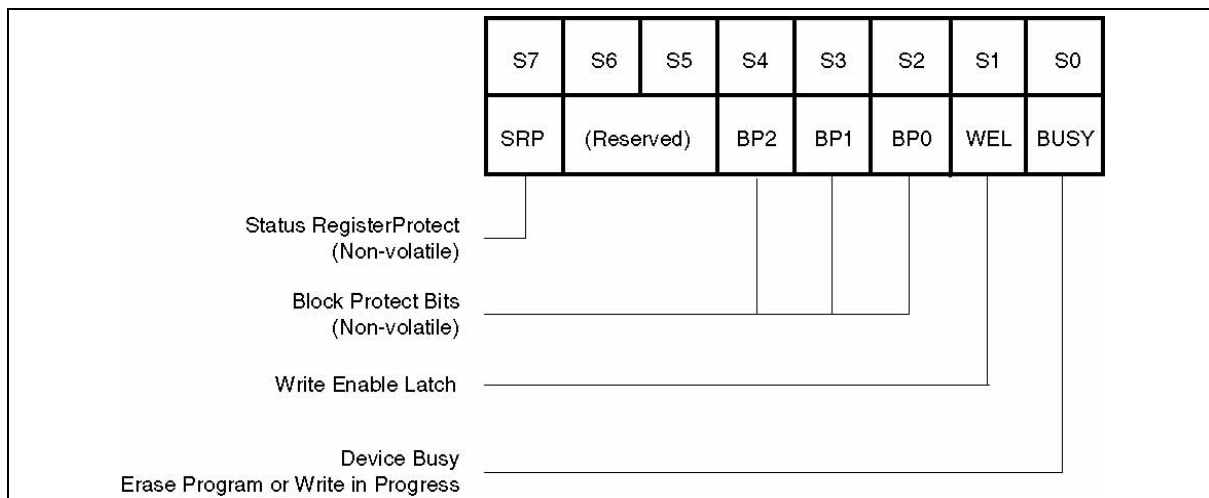 S7 S6 S5 S4 S3 S2 S1 S0
SRP (Reserved) BP2 BP1 BP0 WEL BUSY
Status RegisterProtect
(Non-volatile)
Block Protect Bits
(Non-volatile)
Write Enable Latch
Device Busy
Erase Program or Write in Progress